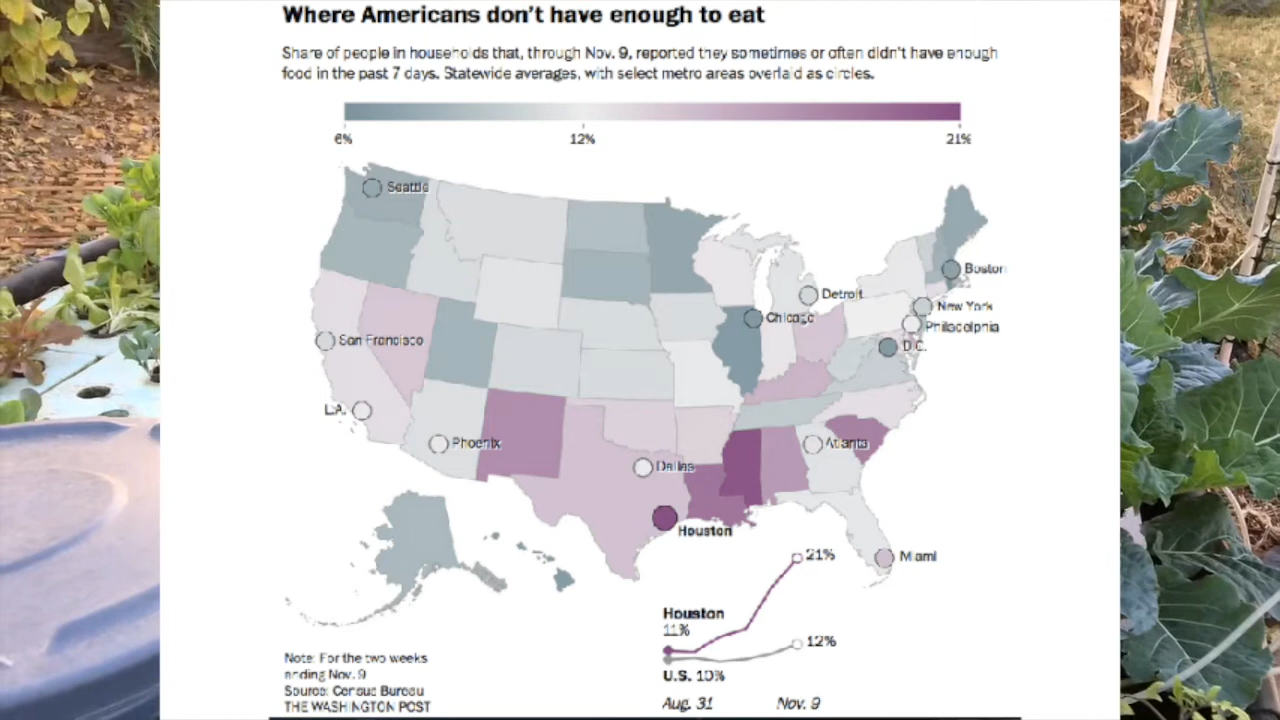 Where Americans don't have enough to eat
Share of people in households that, through Nov. 9, reported they sometimes or often didn't have enough
food in the past 7 days. Statewide averages, with select metro areas overlaid as circles.
6%
12%
21%
Seattle
Boston
Detroit
New York
Chicago
Philadelphia
San Francisco
D.C.
L.A.
Phoenix
Atlanta
Dallas
Houston
21%
Miami
Houston
11%
12%
Note: For the two weeks
ending Nov. 9
U.S. 10%
Source: Census Bureau
THE WASHINGTON POST
Aug. 31
Nov. 9